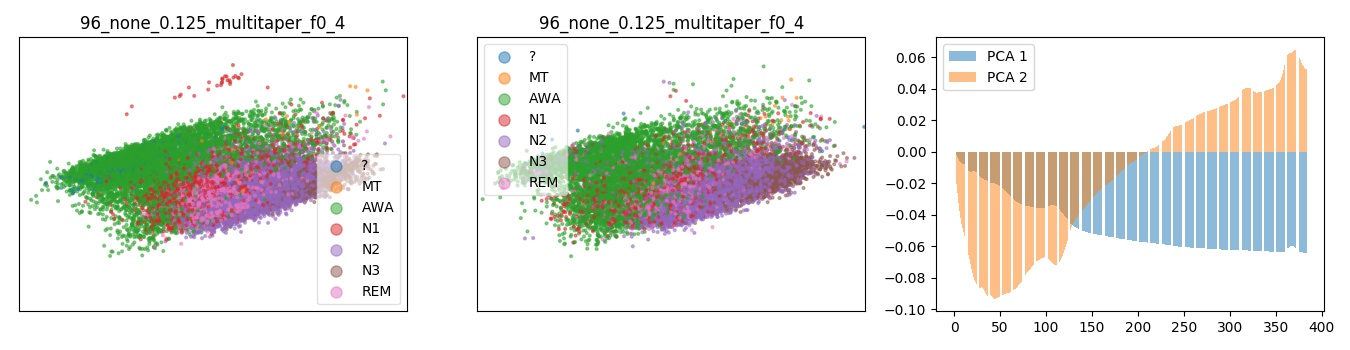 96_none_0.125_multitaper_f0_4
?
MT
AWA
N1
N2
N3
REM
96_none_0.125_multitaper_f0_4
?
MT
AWA
N1
N2
N3
REM
PCA 1
PCA 2
0.06
0.04
0.02
0.00
−0.02
−0.04
−0.06
−0.08
−0.10
0
50
100
150
200
250
300
350
400